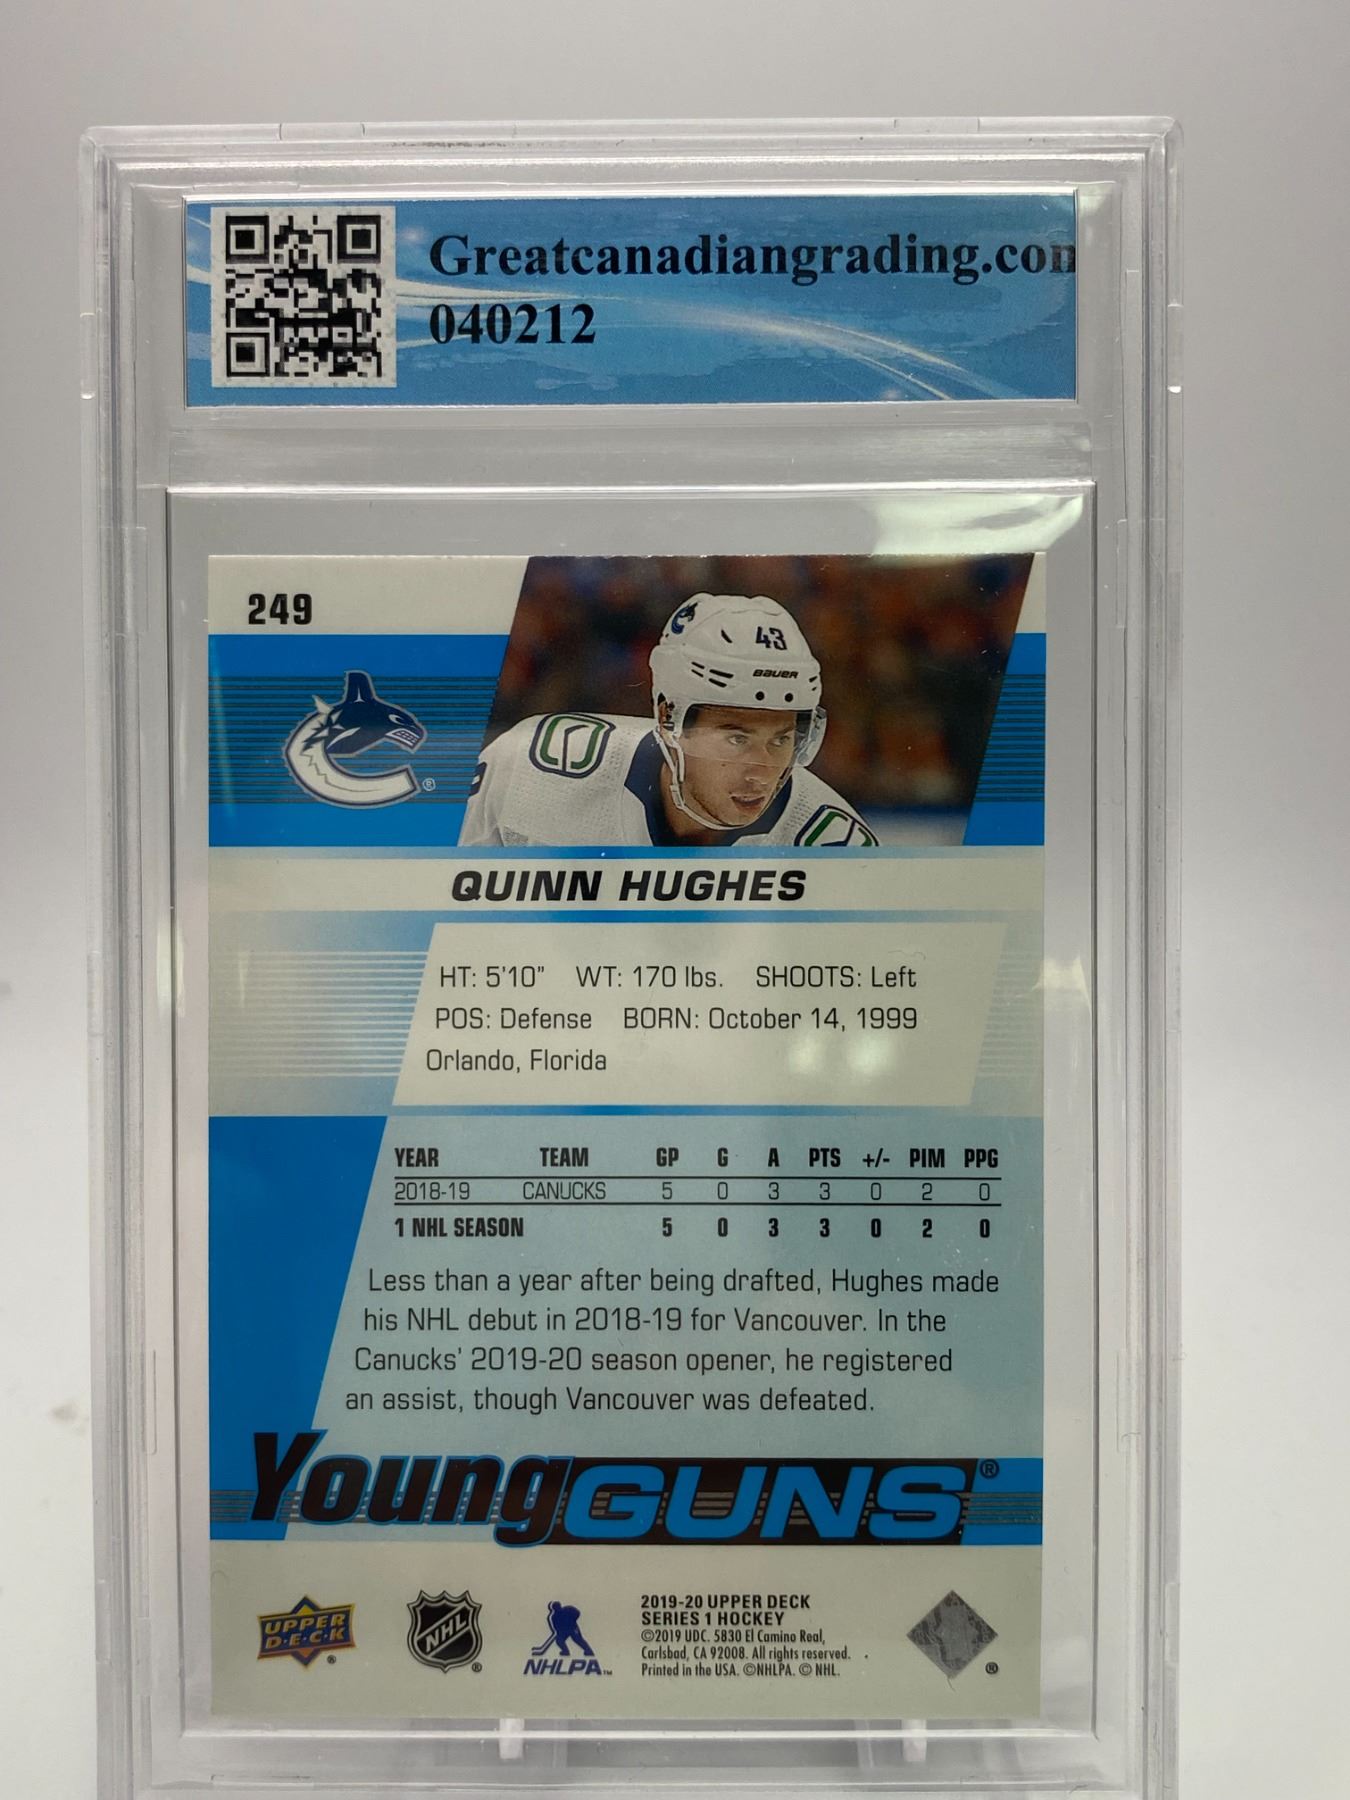 Greatcanadiangrading.com
040212
249
43
BAUER
®
QUINN HUGHES
HT: 5'10" WT: 170 lbs. SHOOTS: Left
POS: Defense BORN: October 14, 1999
Orlando, Florida
YEAR TEAM GP G A PTS +/- PIM PPG
2018-19 CANUCKS 5 0 3 3 0 2 0
1 NHL SEASON 5 0 3 3 0 2 0
Less than a year after being drafted, Hughes made
his NHL debut in 2018-19 for Vancouver. In the
Canucks' 2019-20 season opener, he registered
an assist, though Vancouver was defeated.
Young GUNS®
UPPER
D·E·C·K
®
NHL
®
NHLPA™
2019-20 UPPER DECK
SERIES 1 HOCKEY
©2019 UDC. 5830 El Camino Real,
Carlsbad, CA 92008. All rights reserved.
Printed in the USA. ©NHLPA. © NHL.
®